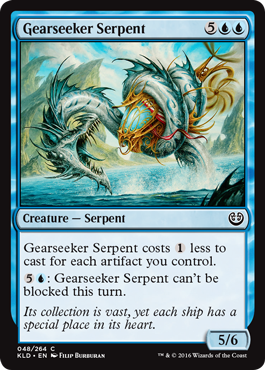 Gearseeker Serpent 5
Creature — Serpent
Gearseeker Serpent costs 1 less to
cast for each artifact you control.
5 : Gearseeker Serpent can't be
blocked this turn.
Its collection is vast, yet each ship has a
special place in its heart.
5/6
048/264 C
KLD • EN Filip Burburan
™ & © 2016 Wizards of the Coast